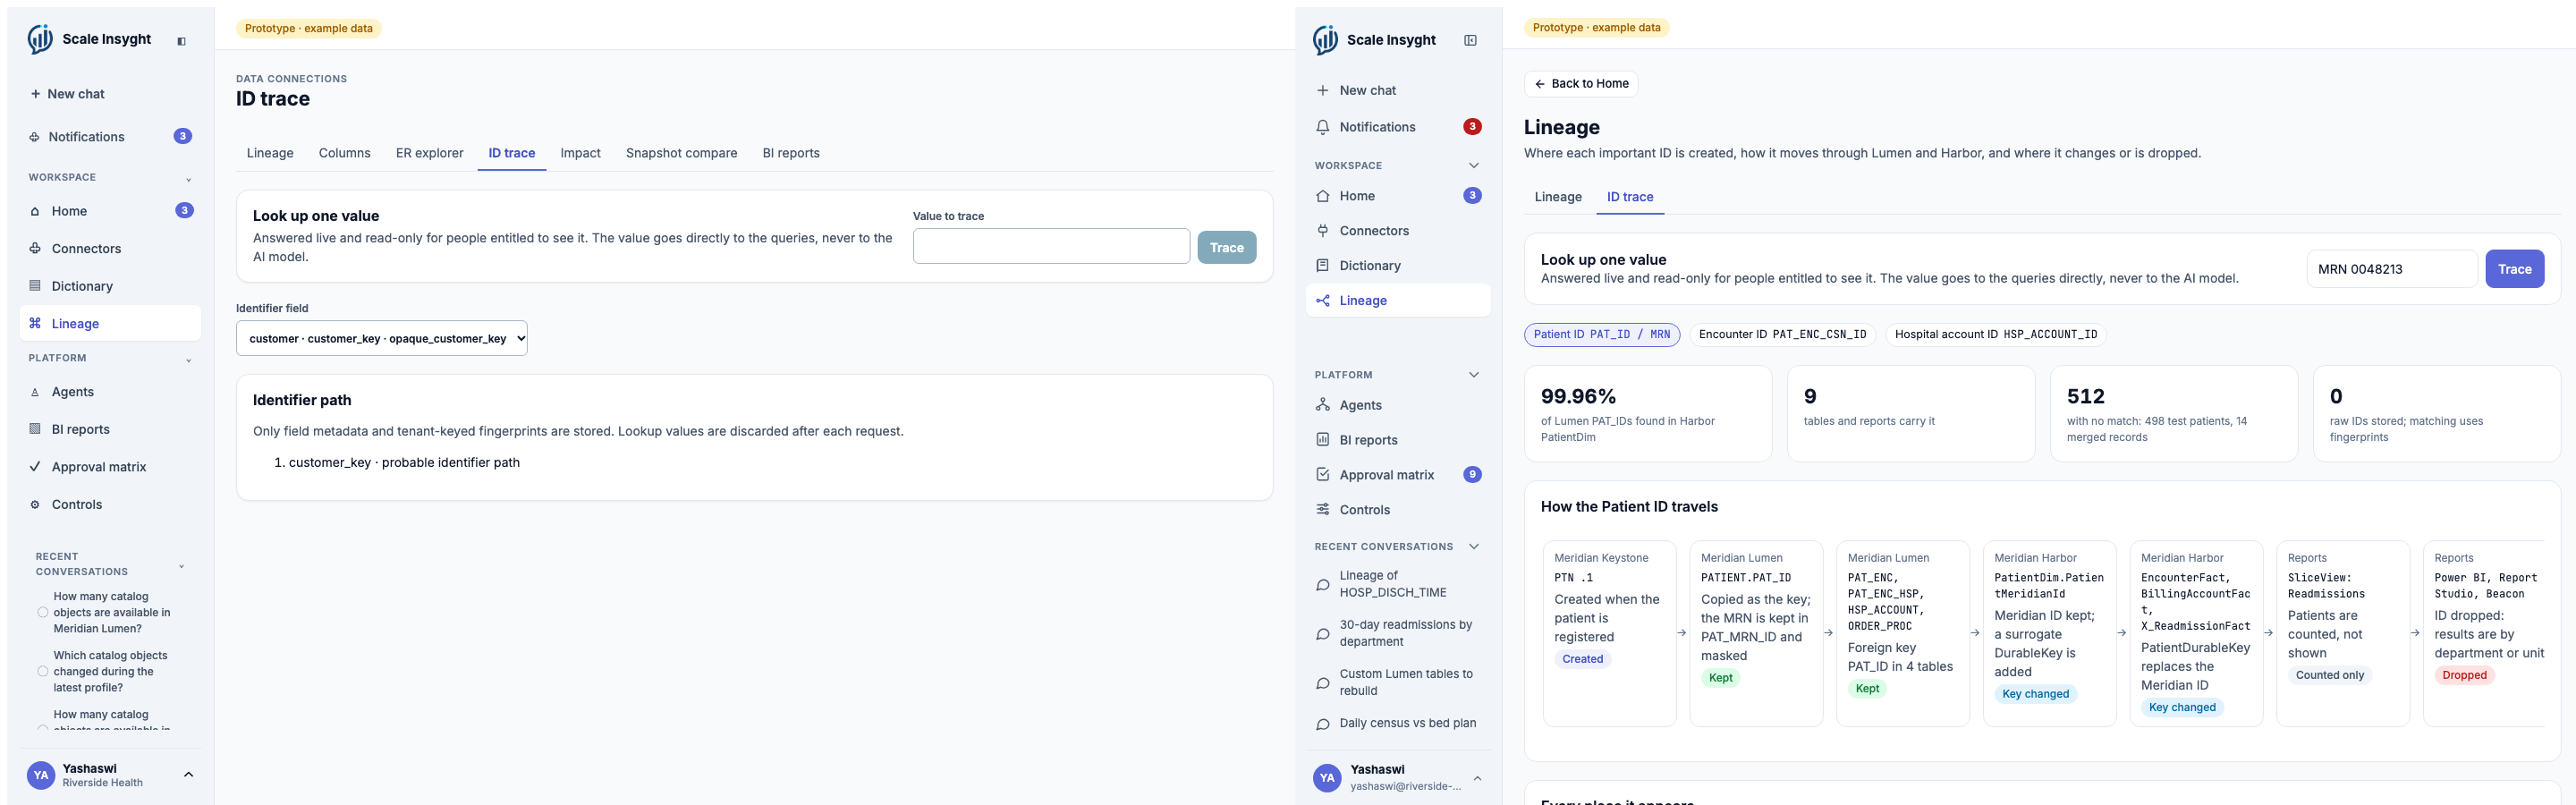 Scale Insyght
New chat
Notifications
3
WORKSPACE
Home
3
Connectors
Dictionary
Lineage
PLATFORM
Agents
BI reports
Approval matrix
Controls
RECENT
CONVERSATIONS
How many catalog
objects are available in
Meridian Lumen?
Which catalog objects
changed during the
latest profile?
How many catalog
objects are available in
YA
Yashaswi
Riverside Health
Prototype · example data
DATA CONNECTIONS
ID trace
Lineage
Columns
ER explorer
ID trace
Impact
Snapshot compare
BI reports
Look up one value
Answered live and read-only for people entitled to see it. The value goes directly to the queries, never to the
AI model.
Value to trace
Trace
Identifier field
customer · customer_key · opaque_customer_key
Identifier path
Only field metadata and tenant-keyed fingerprints are stored. Lookup values are discarded after each request.
1. customer_key · probable identifier path
Scale Insyght
New chat
Notifications
3
WORKSPACE
Home
3
Connectors
Dictionary
Lineage
PLATFORM
Agents
BI reports
Approval matrix
9
Controls
RECENT CONVERSATIONS
Lineage of
HOSP_DISCH_TIME
30-day readmissions by
department
Custom Lumen tables to
rebuild
Daily census vs bed plan
YA
Yashaswi
yashaswi@riverside-...
Prototype · example data
← Back to Home
Lineage
Where each important ID is created, how it moves through Lumen and Harbor, and where it changes or is dropped.
Lineage
ID trace
Look up one value
Answered live and read-only for people entitled to see it. The value goes to the queries directly, never to the AI model.
MRN 0048213
Trace
Patient ID PAT_ID / MRN
Encounter ID PAT_ENC_CSN_ID
Hospital account ID HSP_ACCOUNT_ID
99.96%
of Lumen PAT_IDs found in Harbor
PatientDim
9
tables and reports carry it
512
with no match: 498 test patients, 14
merged records
0
raw IDs stored; matching uses
fingerprints
How the Patient ID travels
Meridian Keystone
PTN .1
Created when the
patient is
registered
Created
→
Meridian Lumen
PATIENT.PAT_ID
Copied as the key;
the MRN is kept in
PAT_MRN_ID and
masked
Kept
→
Meridian Lumen
PAT_ENC,
PAT_ENC_HSP,
HSP_ACCOUNT,
ORDER_PROC
Foreign key
PAT_ID in 4 tables
Kept
→
Meridian Harbor
PatientDim.Patien
tMeridianId
Meridian ID kept;
a surrogate
DurableKey is
added
Key changed
→
Meridian Harbor
EncounterFact,
BillingAccountFac
t,
X_ReadmissionFact
PatientDurableKey
replaces the
Meridian ID
Key changed
→
Reports
SliceView:
Readmissions
Patients are
counted, not
shown
Counted only
→
Reports
Power BI, Report
Studio, Beacon
ID dropped:
results are by
department or unit
Dropped
Every place it appears